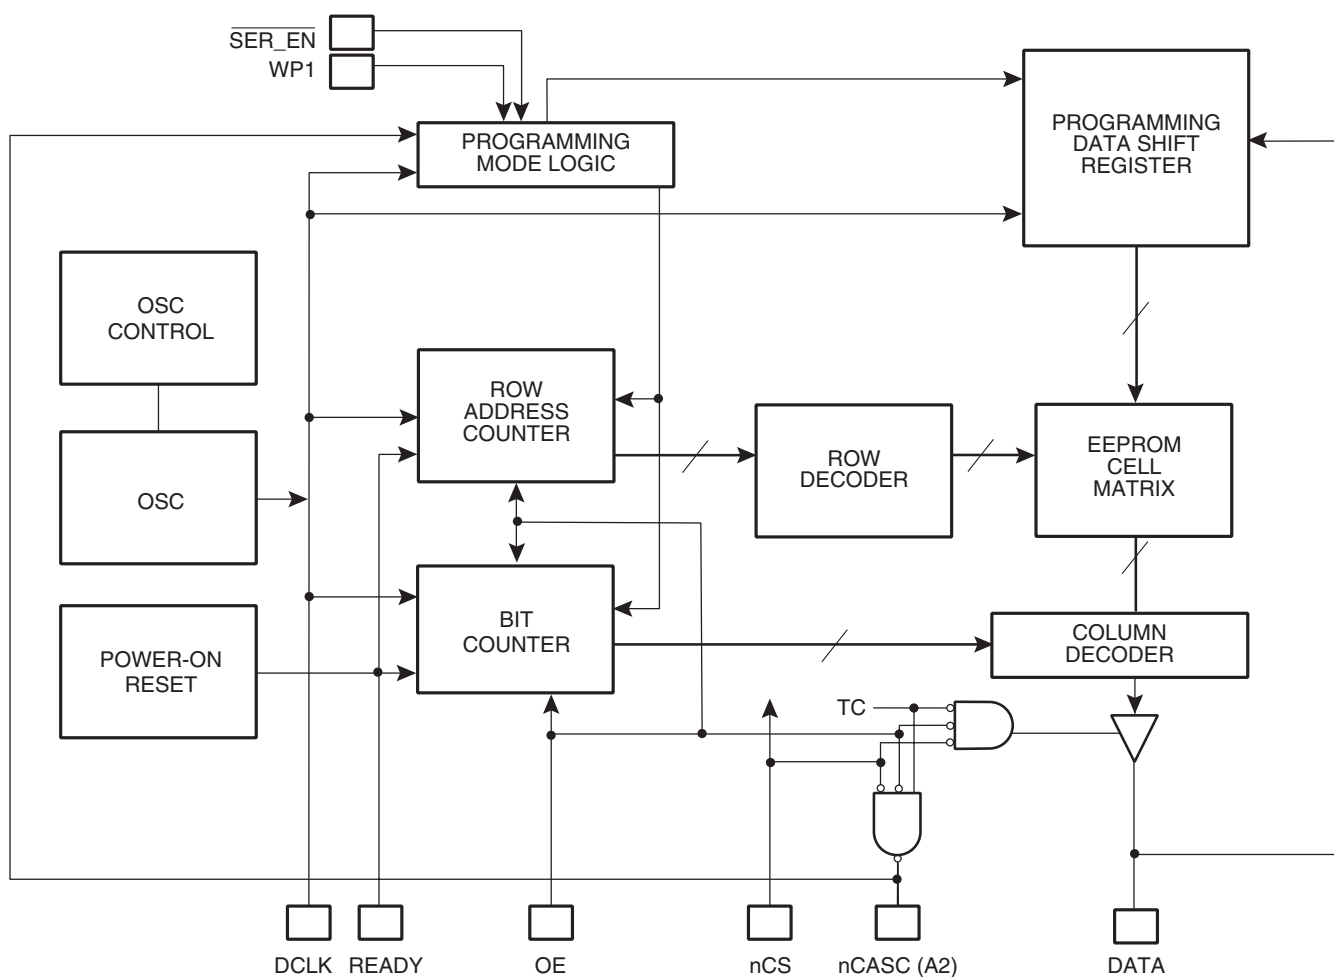 SER_EN
WP1
PROGRAMMING
MODE LOGIC
PROGRAMMING
DATA SHIFT
REGISTER
OSC
CONTROL
ROW
ADDRESS
COUNTER
ROW
DECODER
EEPROM
CELL
MATRIX
OSC
BIT
COUNTER
COLUMN
DECODER
POWER-ON
RESET
TC
DCLK
READY
OE
nCS
nCASC (A2)
DATA